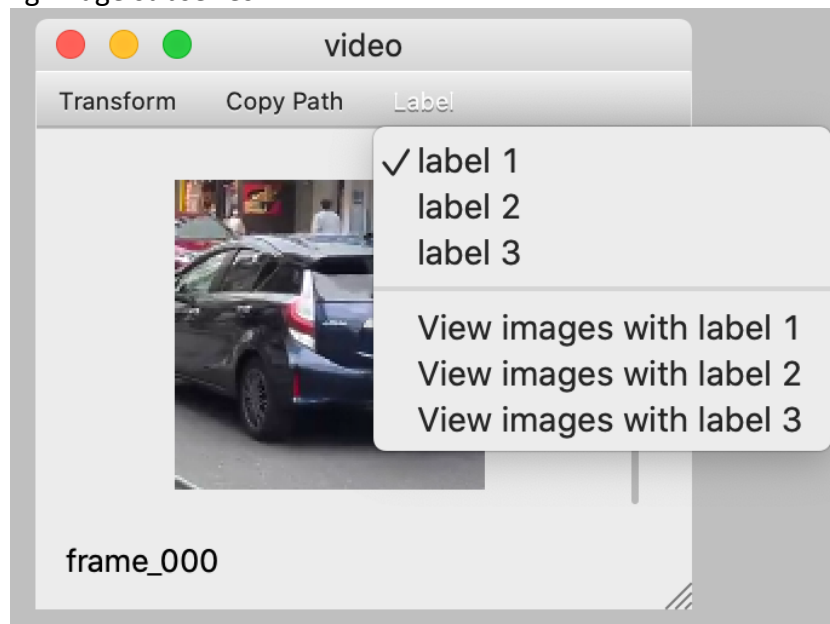 video
Transform Copy Path Label
✓ label 1
label 2
label 3
View images with label 1
View images with label 2
View images with label 3
frame_000